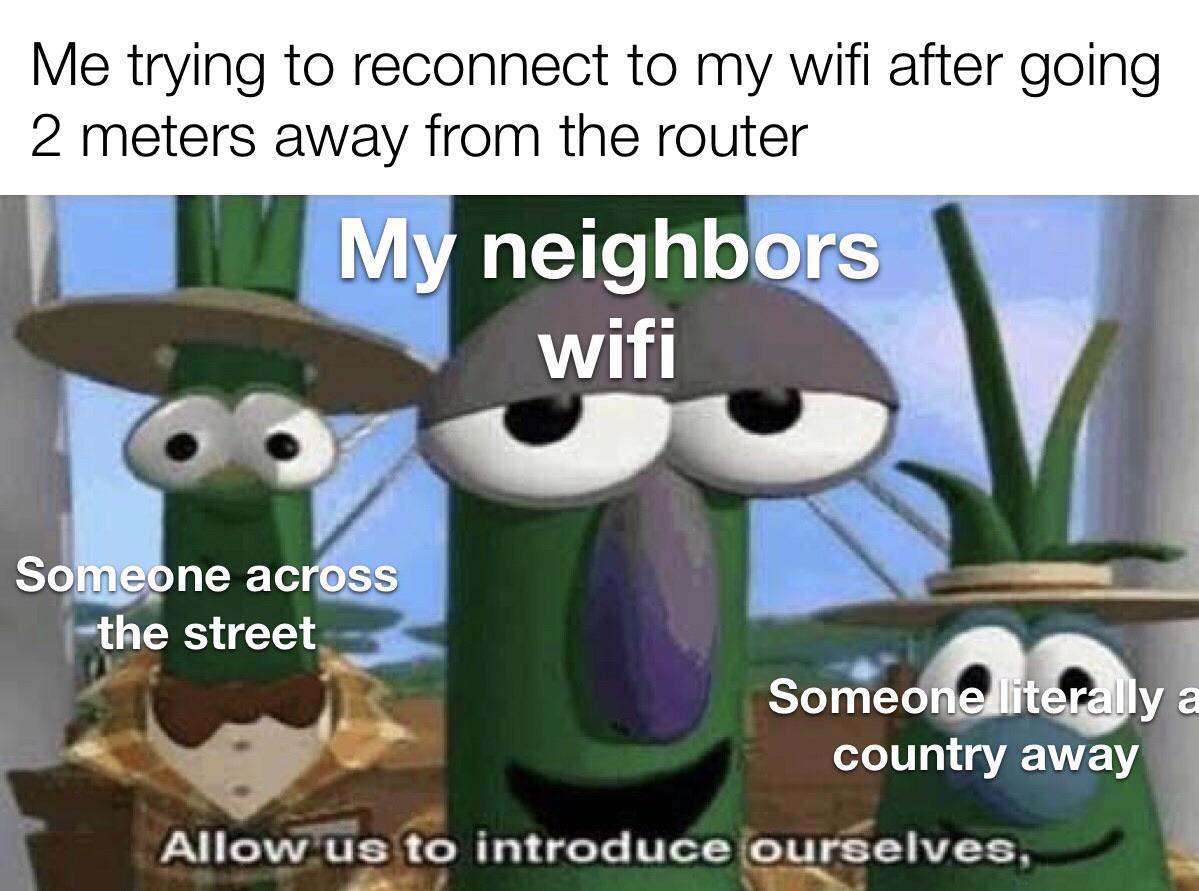 Me trying to reconnect to my wifi after going
2 meters away from the router
My neighbors
wifi
Someone across
the street
Someone literally a
country away
Allow us to introduce ourselves,